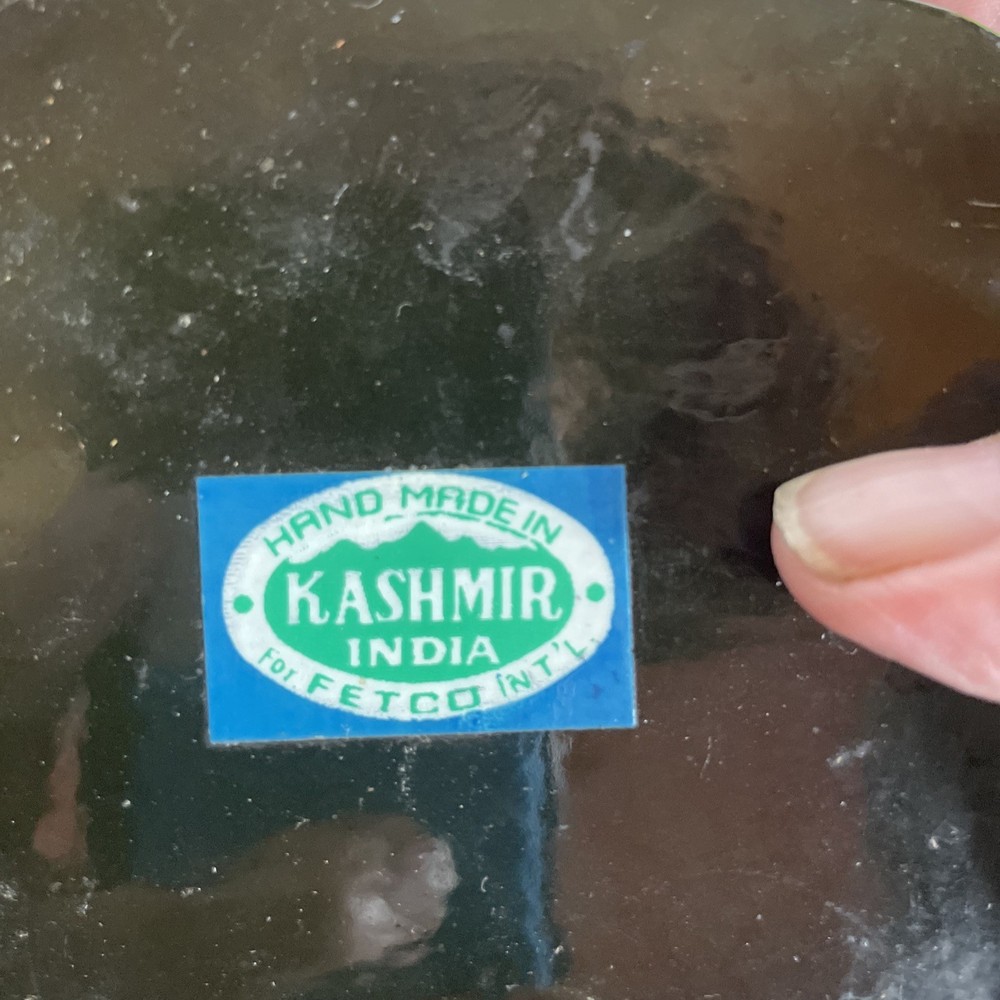 HAND MADE IN
KASHMIR
INDIA
FOr FETCO INT'L.